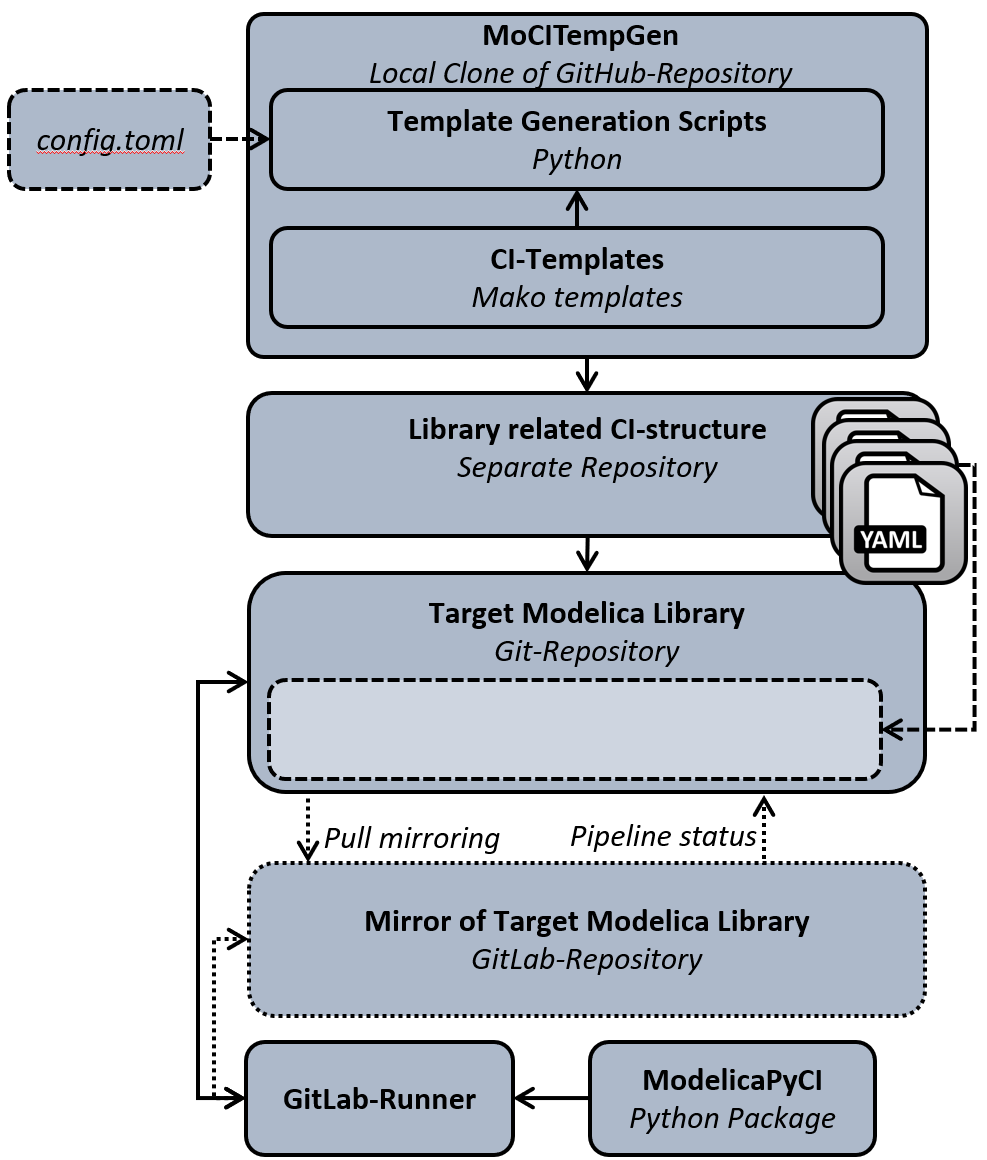 MoCITempGen
Local Clone of GitHub-Repository
config.toml
Template Generation Scripts
Python
CI-Templates
Mako templates
Library related CI-structure
Separate Repository
YAML
Target Modelica Library
Git-Repository
Pull mirroring
Pipeline status
Mirror of Target Modelica Library
GitLab-Repository
GitLab-Runner
ModelicaPyCI
Python Package